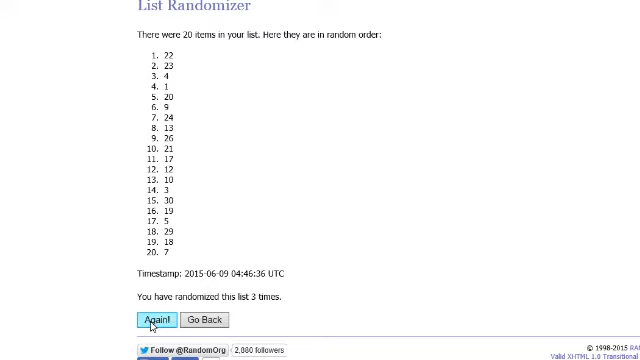 List Randomizer
There were 20 items in your list. Here they are in random order:
1. 22
2. 23
3. 4
4. 1
5. 20
6. 9
7. 24
8. 13
9. 26
10. 21
11. 17
12. 12
13. 10
14. 3
15. 30
16. 19
17. 5
18. 29
19. 18
20. 7
Timestamp: 2015-06-09 04:46:36 UTC
You have randomized this list 3 times.
Again! Go Back
© 1998-2015 RA
Follow @RandomOrg 2,880 followers
Valid XHTML 1.0 Transitional